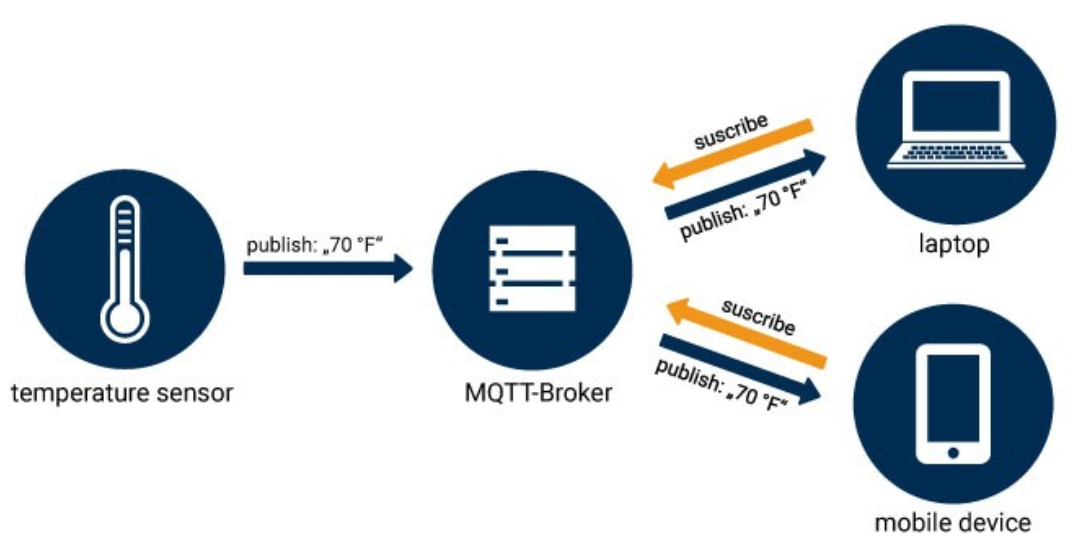 temperature sensor
publish: „70 °F“
MQTT-Broker
suscribe
publish: „70 °F“
laptop
suscribe
publish: „70 °F“
mobile device